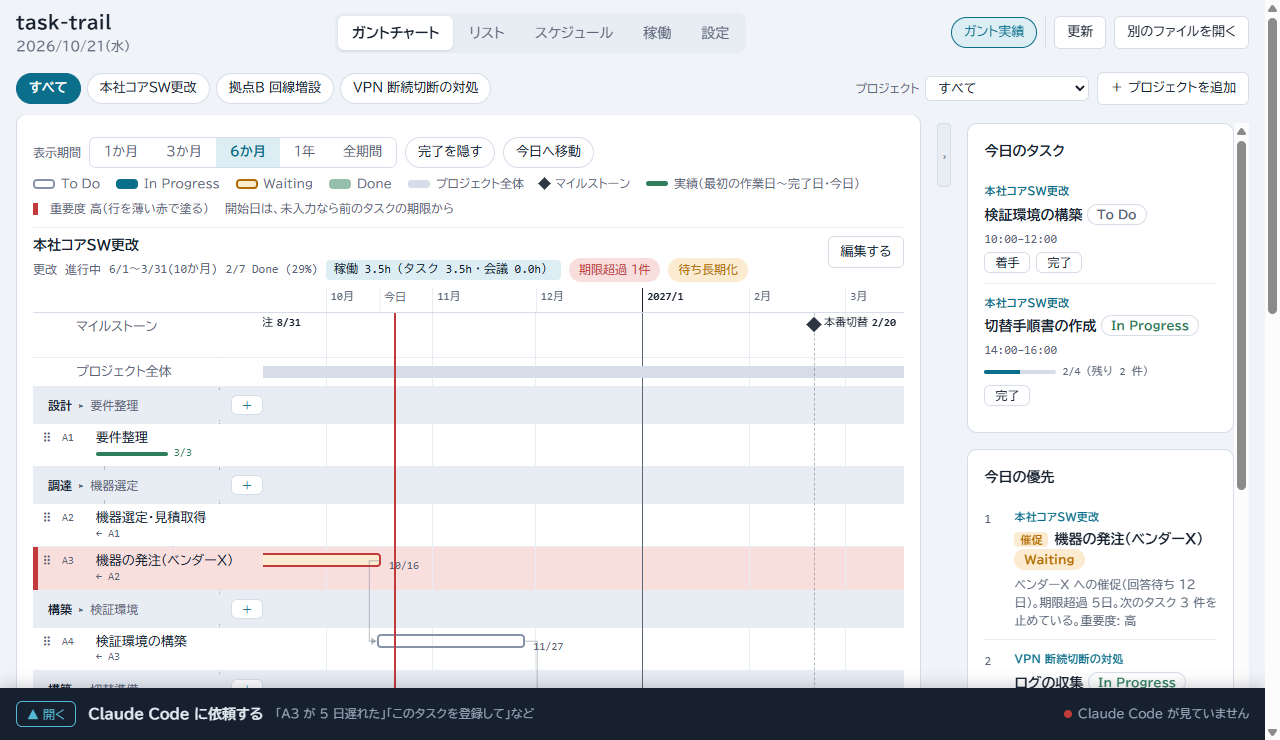 task-trail
2026/10/21(水)
ガントチャート リスト スケジュール 稼働 設定
ガント実績 更新 別のファイルを開く
すべて 本社コアSW更改 拠点B 回線増設 VPN 断続切断の対処
プロジェクト すべて + プロジェクトを追加
表示期間 1か月 3か月 6か月 1年 全期間 完了を隠す 今日へ移動
To Do In Progress Waiting Done プロジェクト全体 マイルストーン 実績(最初の作業日〜完了日・今日)
重要度 高(行を薄い赤で塗る) 開始日は、未入力なら前のタスクの期限から
本社コアSW更改
更改 進行中 6/1〜3/31(10か月) 2/7 Done (29%) 稼働 3.5h (タスク 3.5h・会議 0.0h) 期限超過 1件 待ち長期化
編集する
10月 今日 11月 12月 2027/1 2月 3月
マイルストーン 注 8/31 本番切替 2/20
プロジェクト全体
設計 ▸ 要件整理 +
A1 要件整理
3/3
調達 ▸ 機器選定 +
A2 機器選定・見積取得
← A1
A3 機器の発注(ベンダーX) 10/16
← A2
構築 ▸ 検証環境 +
A4 検証環境の構築 11/27
← A3
今日のタスク
本社コアSW更改
検証環境の構築 To Do
10:00–12:00
着手 完了
本社コアSW更改
切替手順書の作成 In Progress
14:00–16:00
2/4 (残り 2 件)
完了
今日の優先
1 本社コアSW更改
催促 機器の発注(ベンダーX)
Waiting
ベンダーX への催促(回答待ち 12
日)。期限超過 5日。次のタスク 3 件を
止めている。重要度: 高
2 VPN 断続切断の対処
ログの収集 In Progress
▲ 開く Claude Code に依頼する 「A3 が 5 日遅れた」「このタスクを登録して」など
Claude Code が見ていません